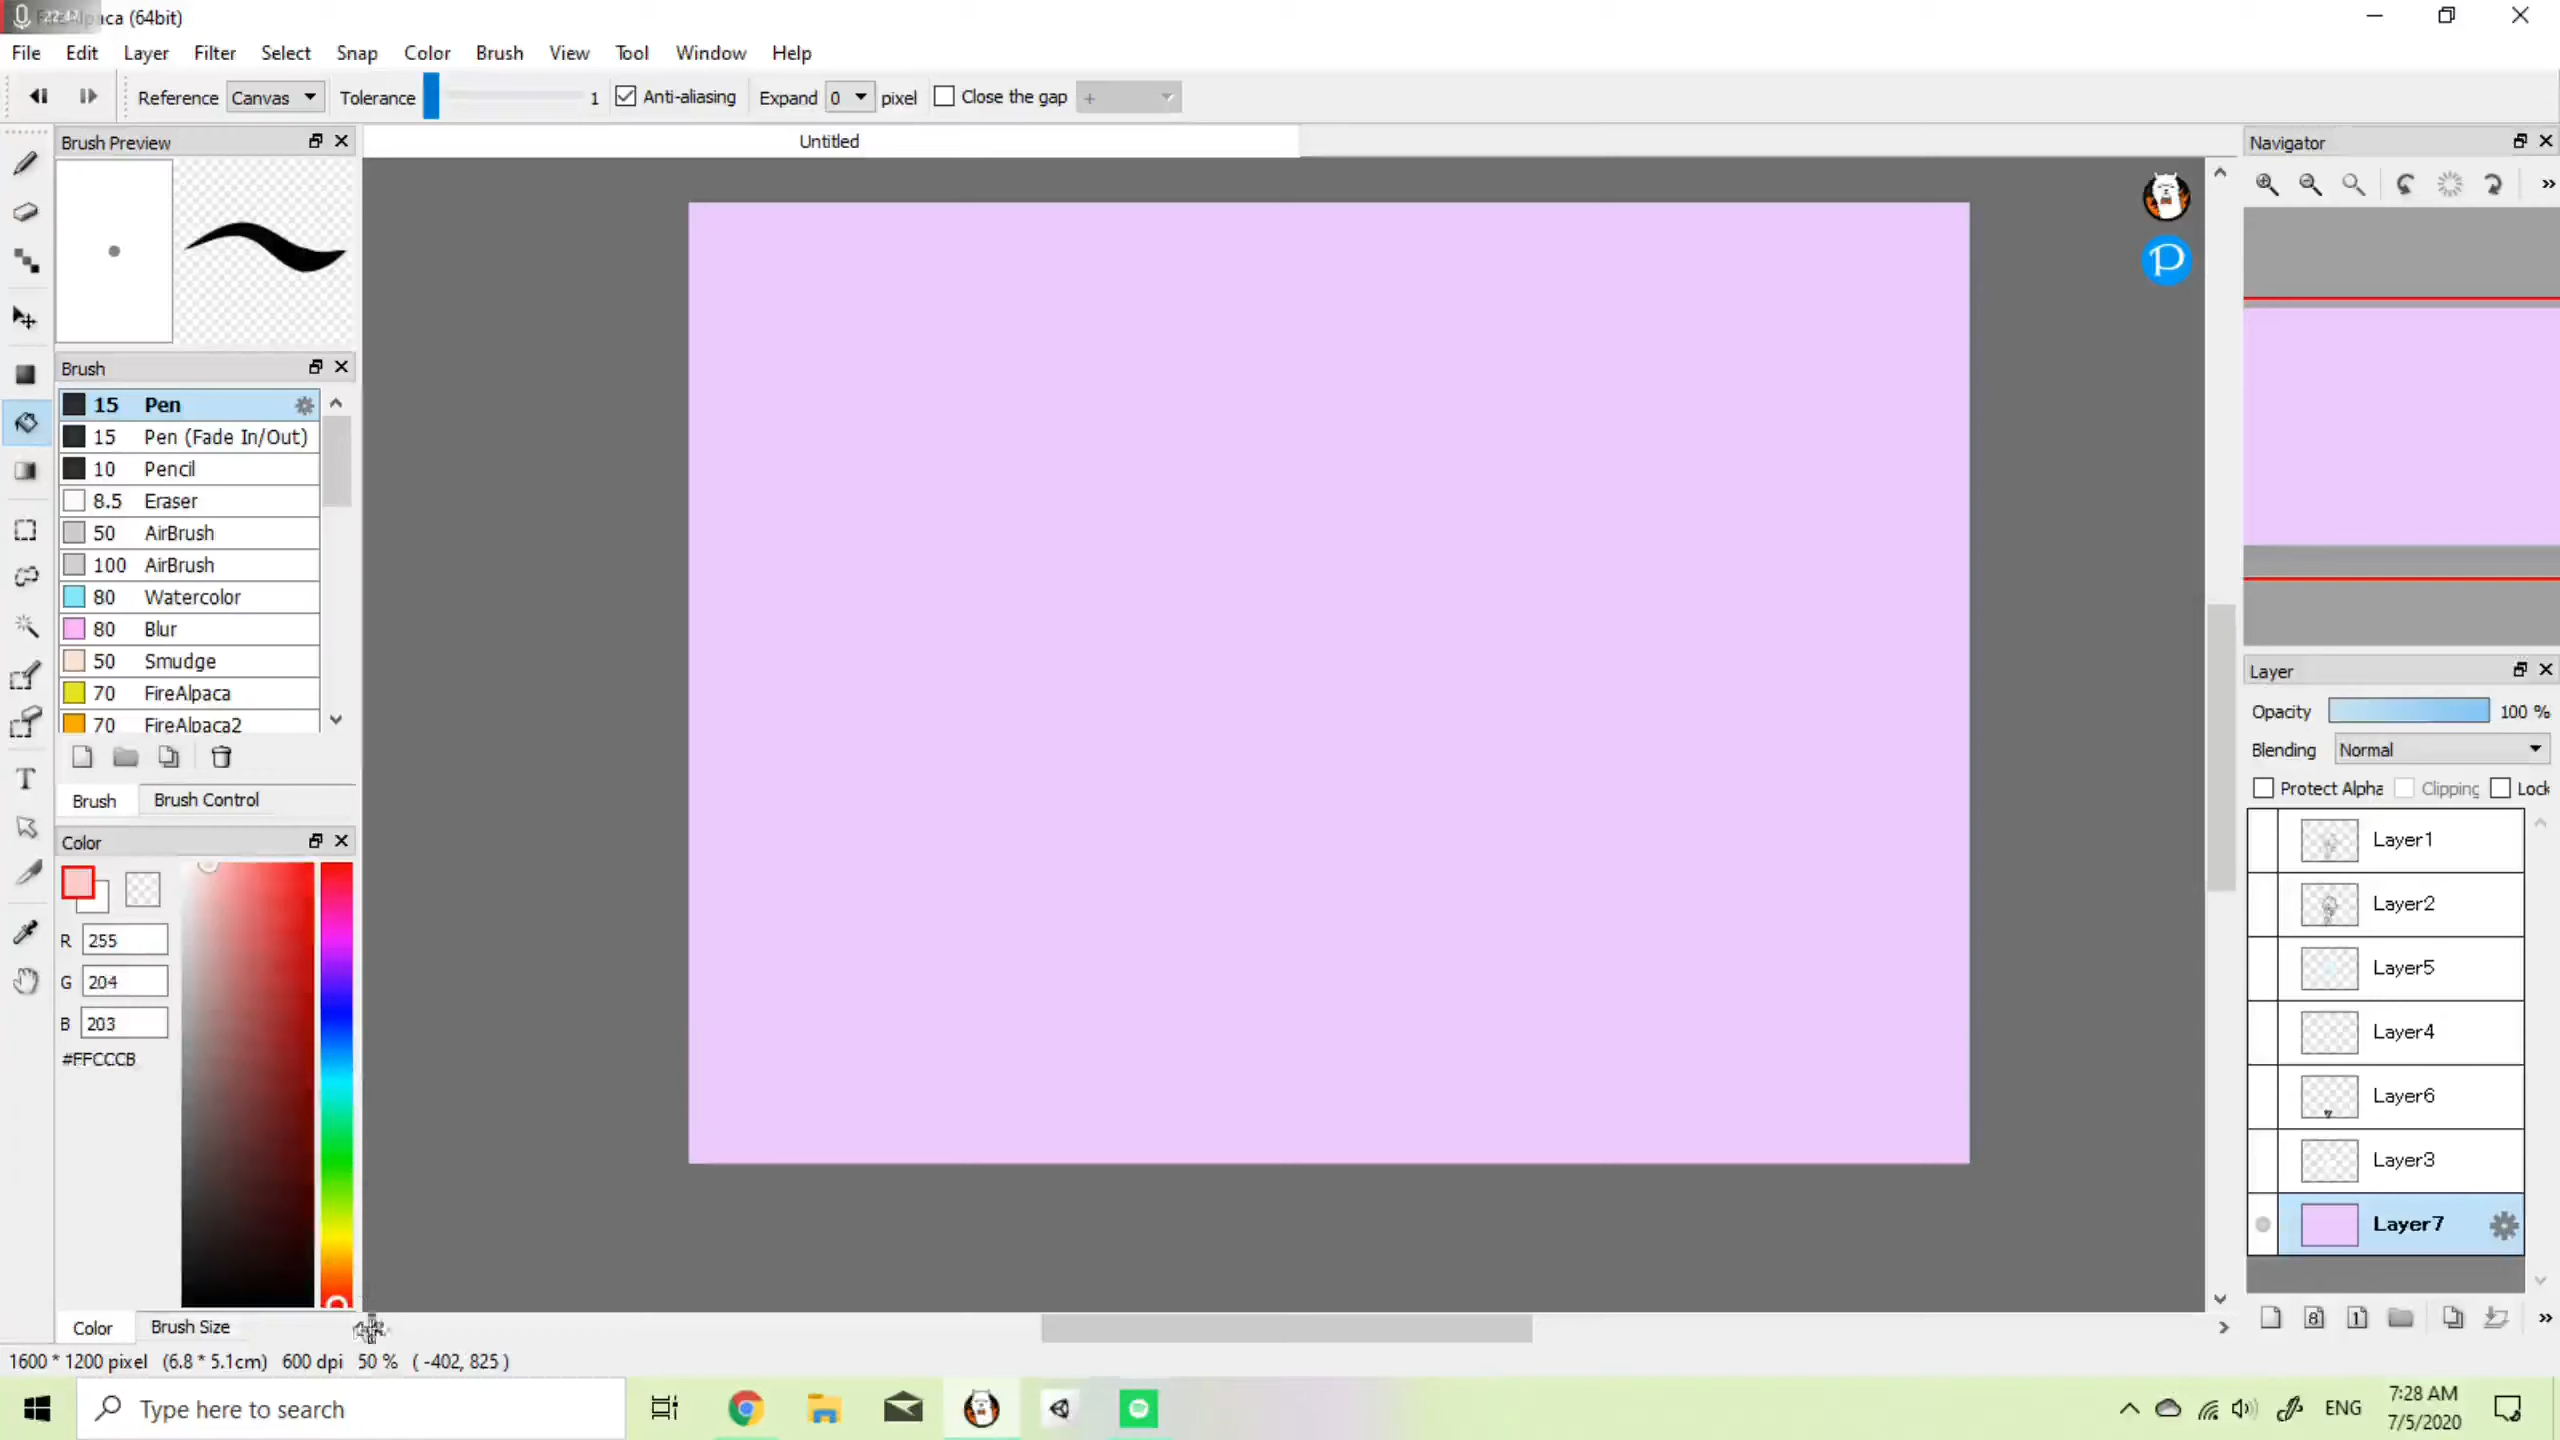 Alpaca (64bit)
File Edit Layer Filter Select Snap Color Brush View Tool Window Help
Reference Canvas Tolerance 1 Anti-aliasing Expand 0 pixel Close the gap +
Brush Preview
Untitled
Navigator
Brush
15 Pen
15 Pen (Fade In/Out)
10 Pencil
8.5 Eraser
50 AirBrush
100 AirBrush
80 Watercolor
80 Blur
50 Smudge
70 FireAlpaca
70 FireAlpaca2
Brush Brush Control
Color
R 255
G 204
B 203
#FFCCCB
Color Brush Size
Layer
Opacity 100 %
Blending Normal
Protect Alpha Clipping Lock
Layer1
Layer2
Layer5
Layer4
Layer6
Layer3
Layer7
8 1
1600 * 1200 pixel (6.8 * 5.1cm) 600 dpi 50 % ( -402, 825 )
Type here to search
ENG
7:28 AM
7/5/2020